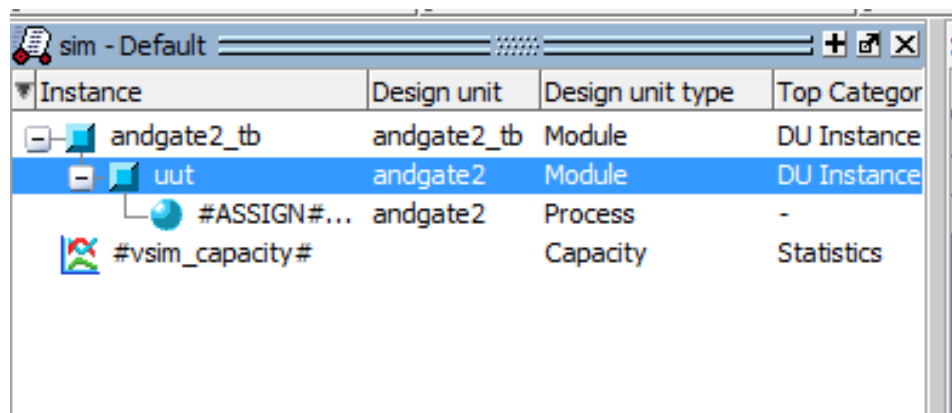 sim - Default
Instance Design unit Design unit type Top Categor
andgate2_tb andgate2_tb Module DU Instance
uut andgate2 Module DU Instance
#ASSIGN#... andgate2 Process -
#vsim_capacity# Capacity Statistics